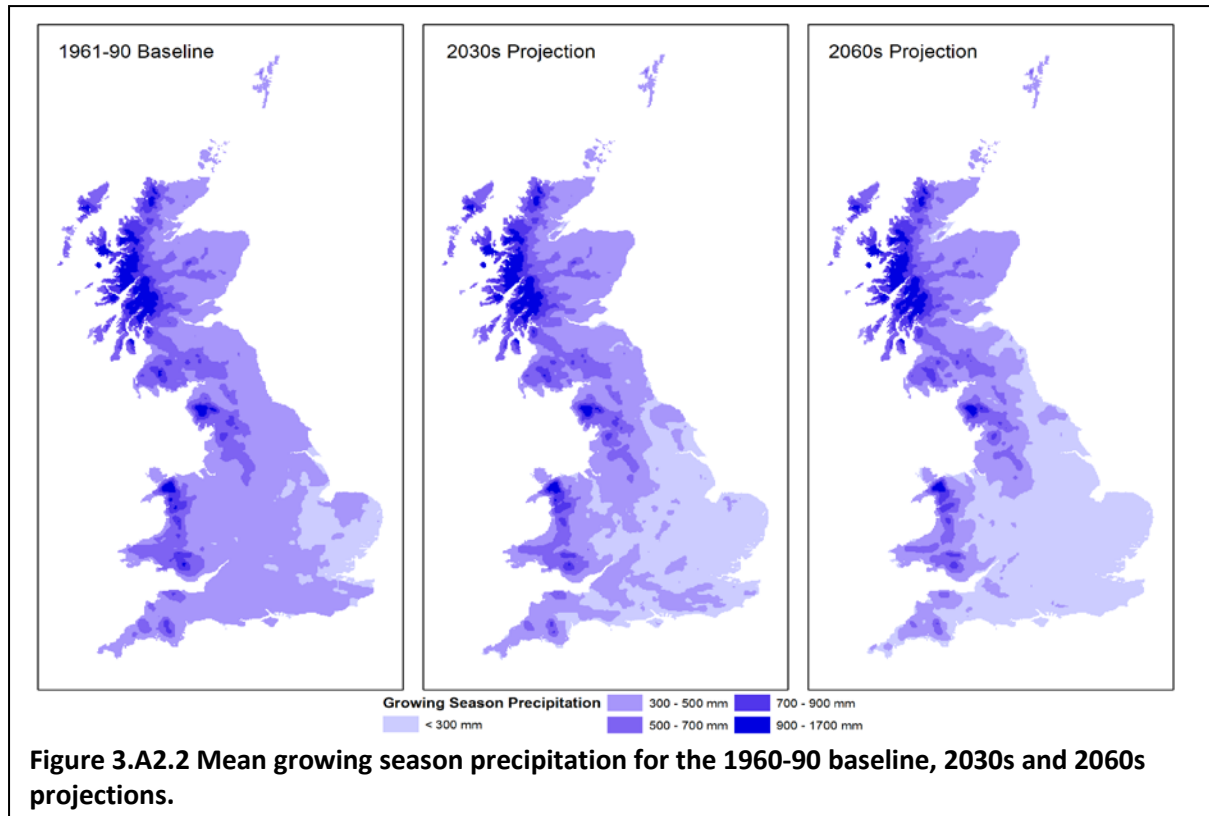 1961-90 Baseline
2030s Projection
2060s Projection
Growing Season Precipitation
< 300 mm
300 - 500 mm
500 - 700 mm
700 - 900 mm
900 - 1700 mm
Figure 3.A2.2 Mean growing season precipitation for the 1960-90 baseline, 2030s and 2060s
projections.